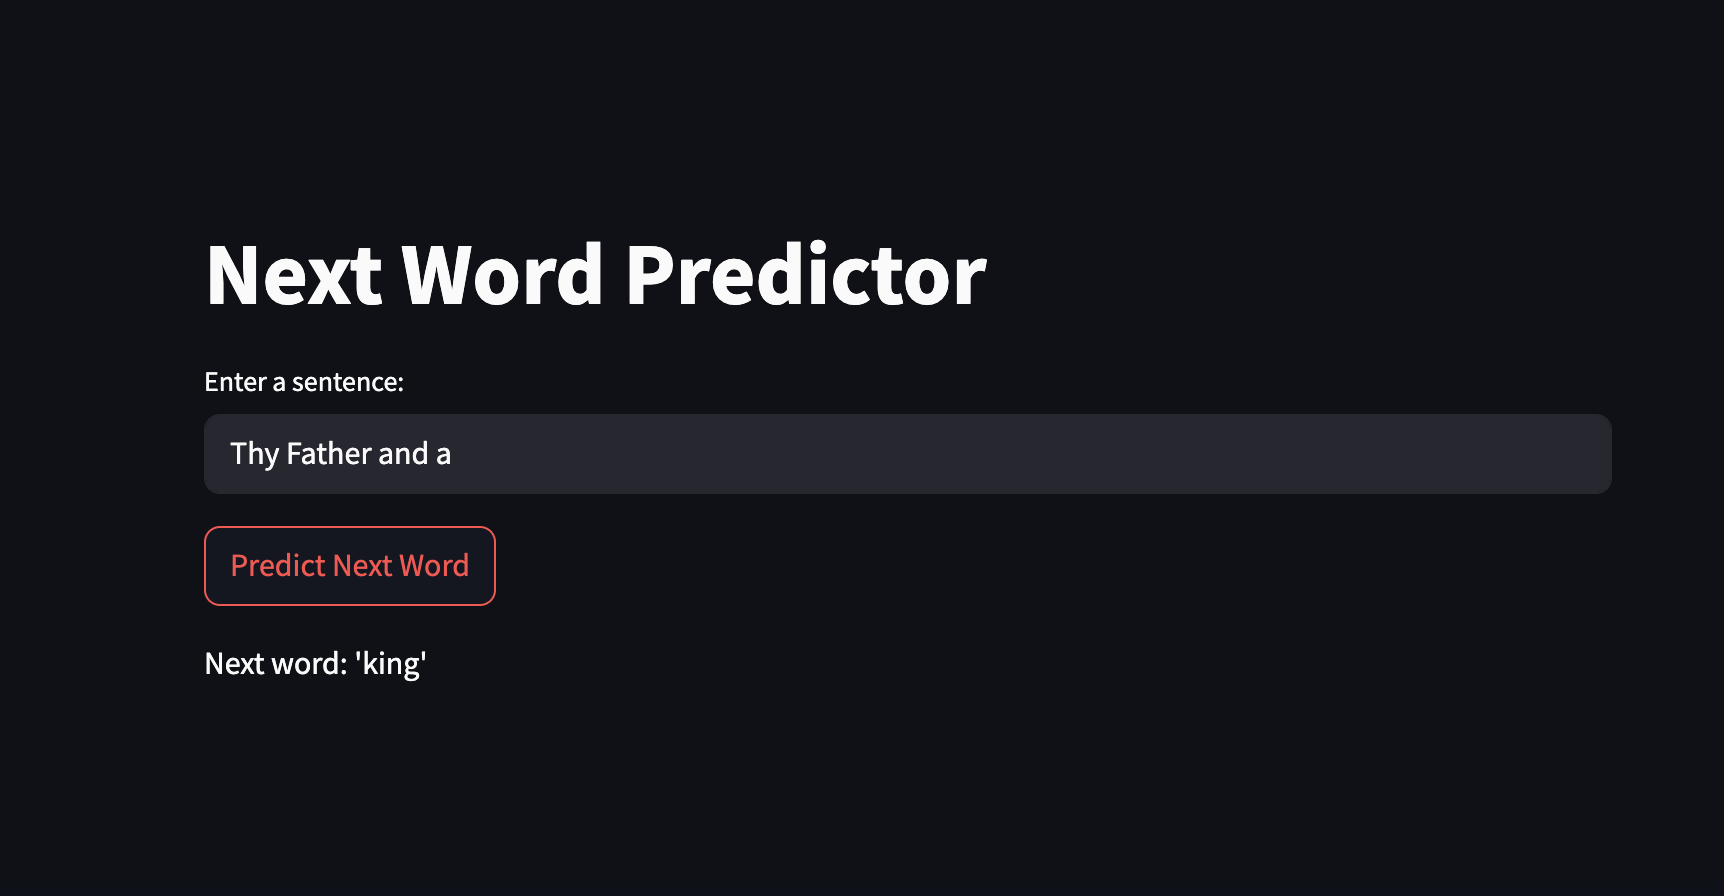 Next Word Predictor
Enter a sentence:
Thy Father and a
Predict Next Word
Next word: 'king'